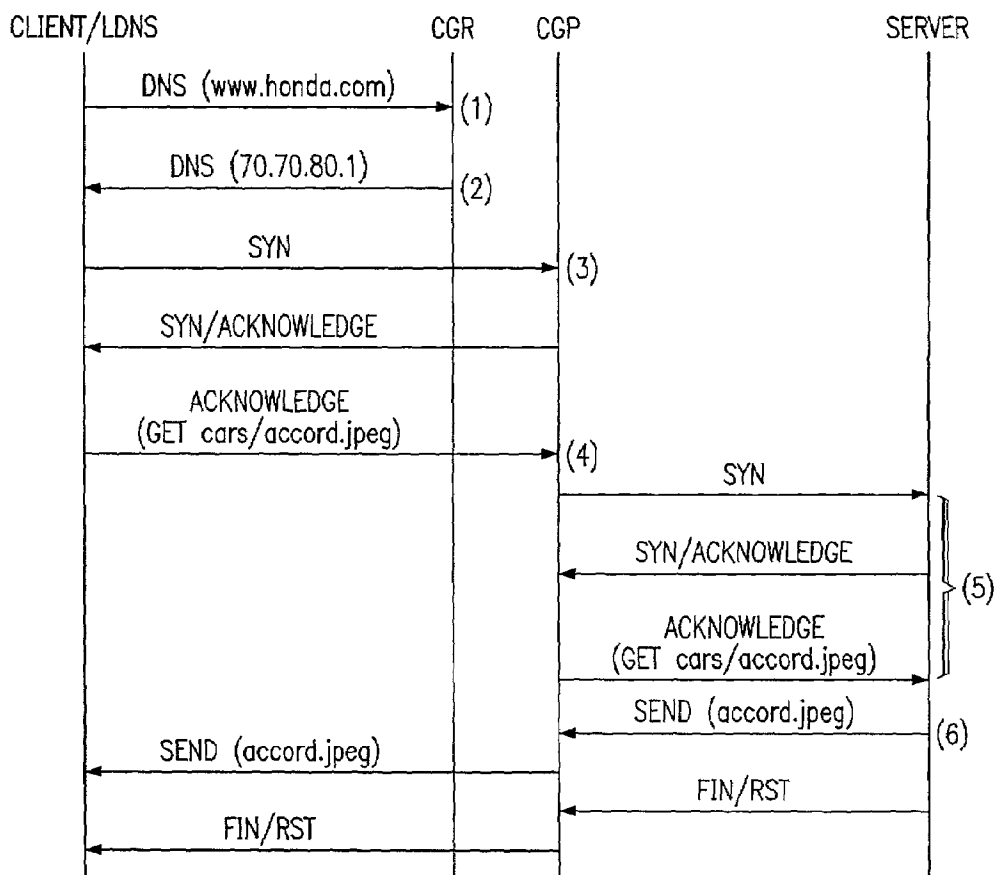 CLIENT/LDNS CGR CGP SERVER
DNS (www.honda.com)
(1)
DNS (70.70.80.1)
(2)
SYN
(3)
SYN/ACKNOWLEDGE
ACKNOWLEDGE
(GET cars/accord.jpeg)
(4)
SYN
SYN/ACKNOWLEDGE
(5)
ACKNOWLEDGE
(GET cars/accord.jpeg)
SEND (accord.jpeg)
(6)
SEND (accord.jpeg)
FIN/RST
FIN/RST